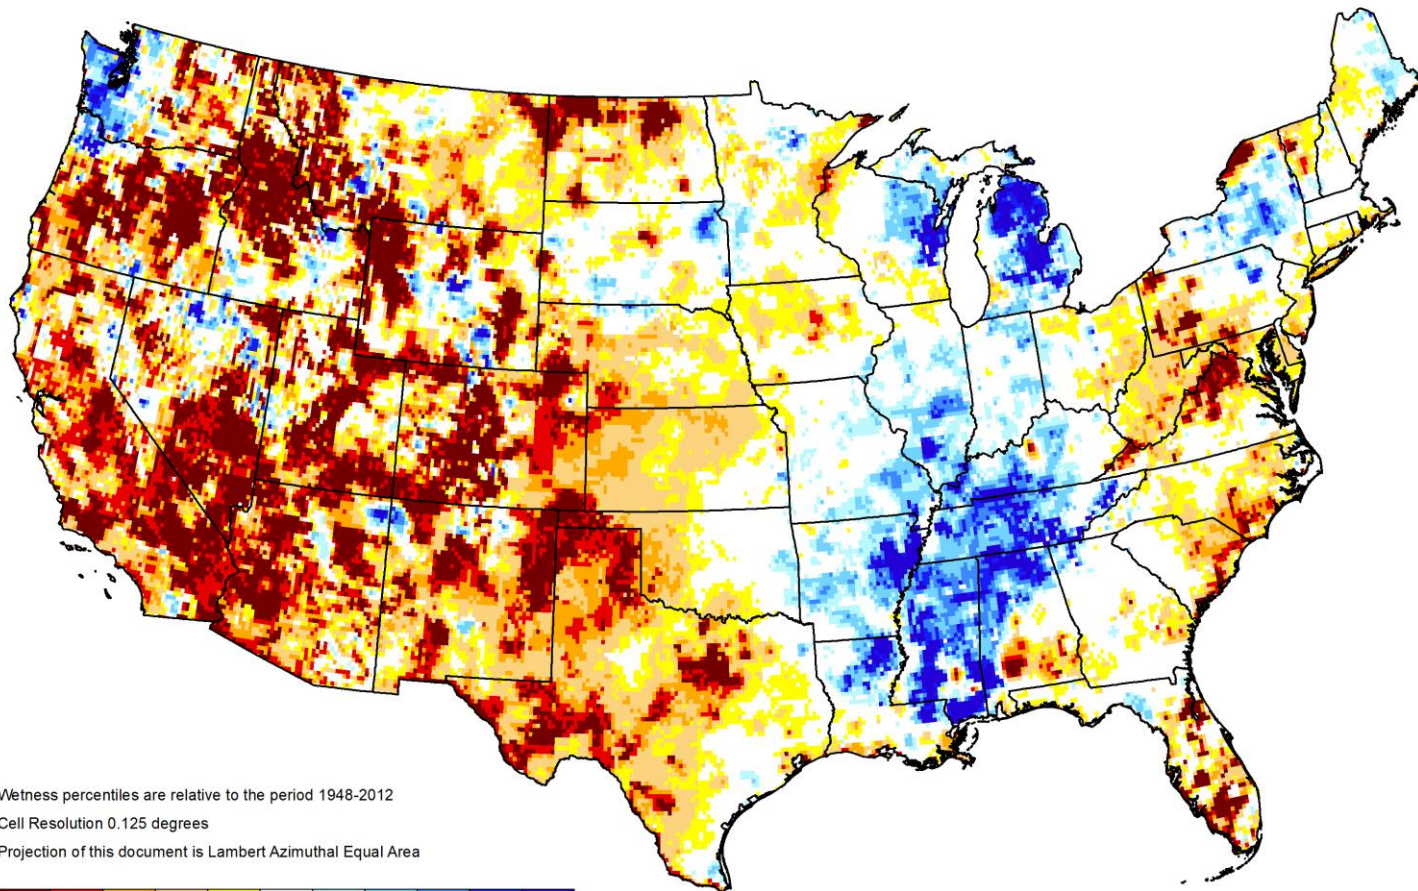 Wetness percentiles are relative to the period 1948-2012
Cell Resolution 0.125 degrees
Projection of this document is Lambert Azimuthal Equal Area